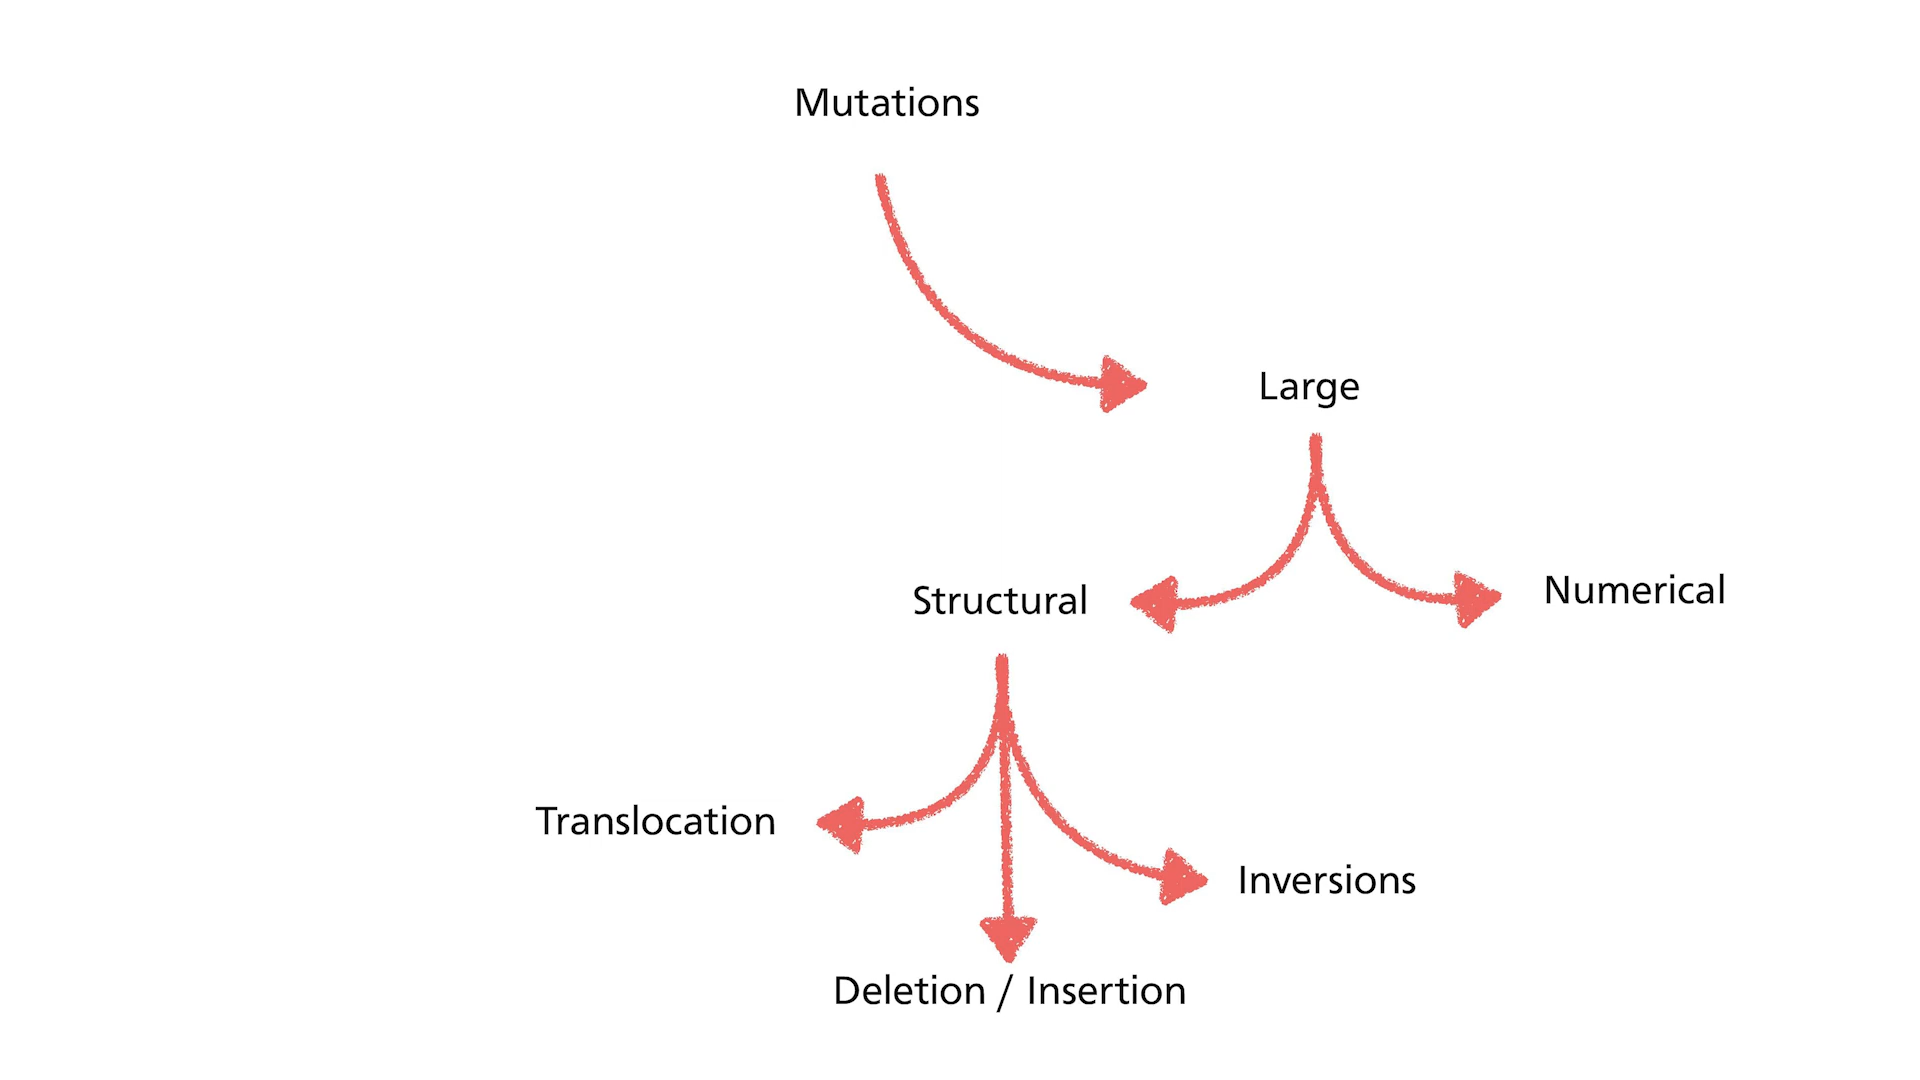 Mutations
Large
Structural
Numerical
Translocation
Inversions
Deletion / Insertion